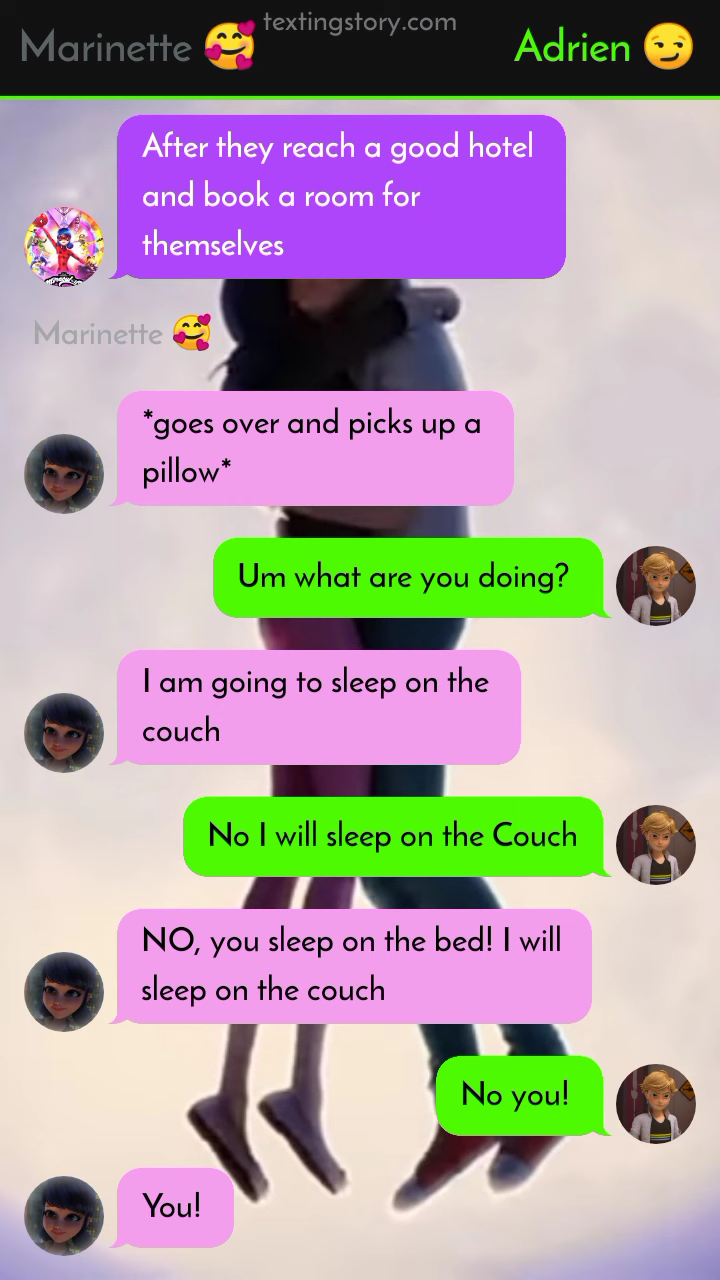 textingstory.com
Marinette 🥰
Adrien 😏
After they reach a good hotel
and book a room for
themselves
Marinette 🥰
*goes over and picks up a
pillow*
Um what are you doing?
I am going to sleep on the
couch
No I will sleep on the Couch
NO, you sleep on the bed! I will
sleep on the couch
No you!
You!